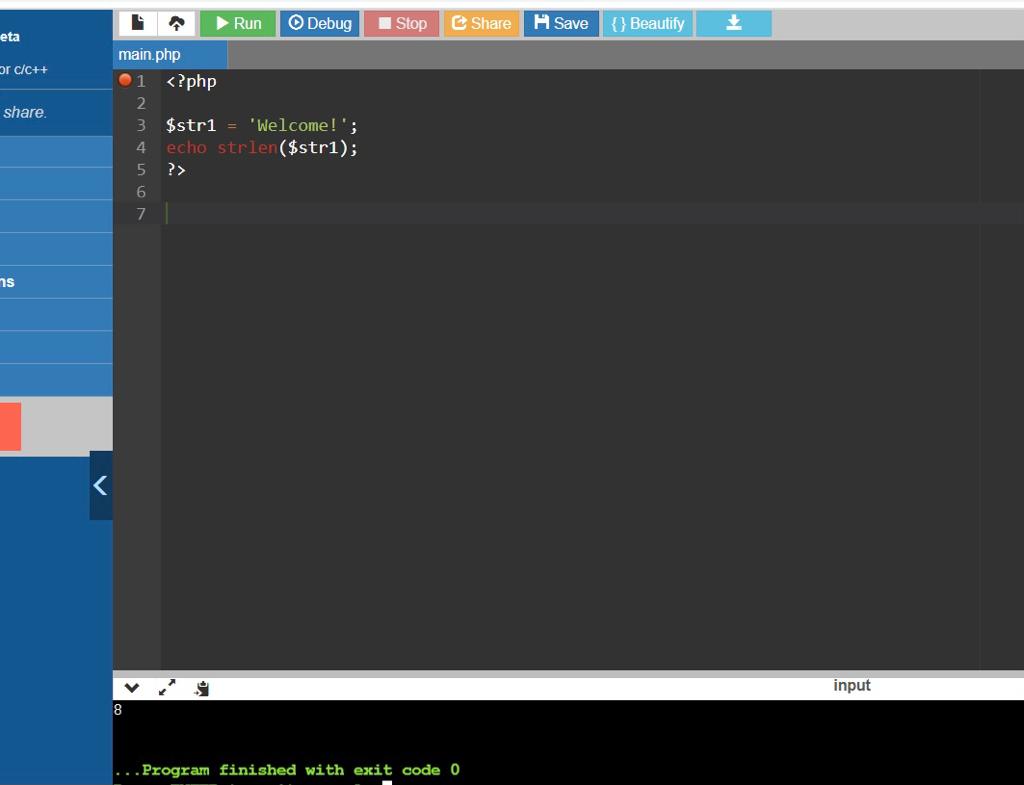 Run Debug Stop Share Save { } Beautify
eta
main.php
or c/c++
1 <?php
2
share.
3 $str1 = 'Welcome!';
4 echo strlen($str1);
5 ?>
6
7
ns
input
8
...Program finished with exit code 0